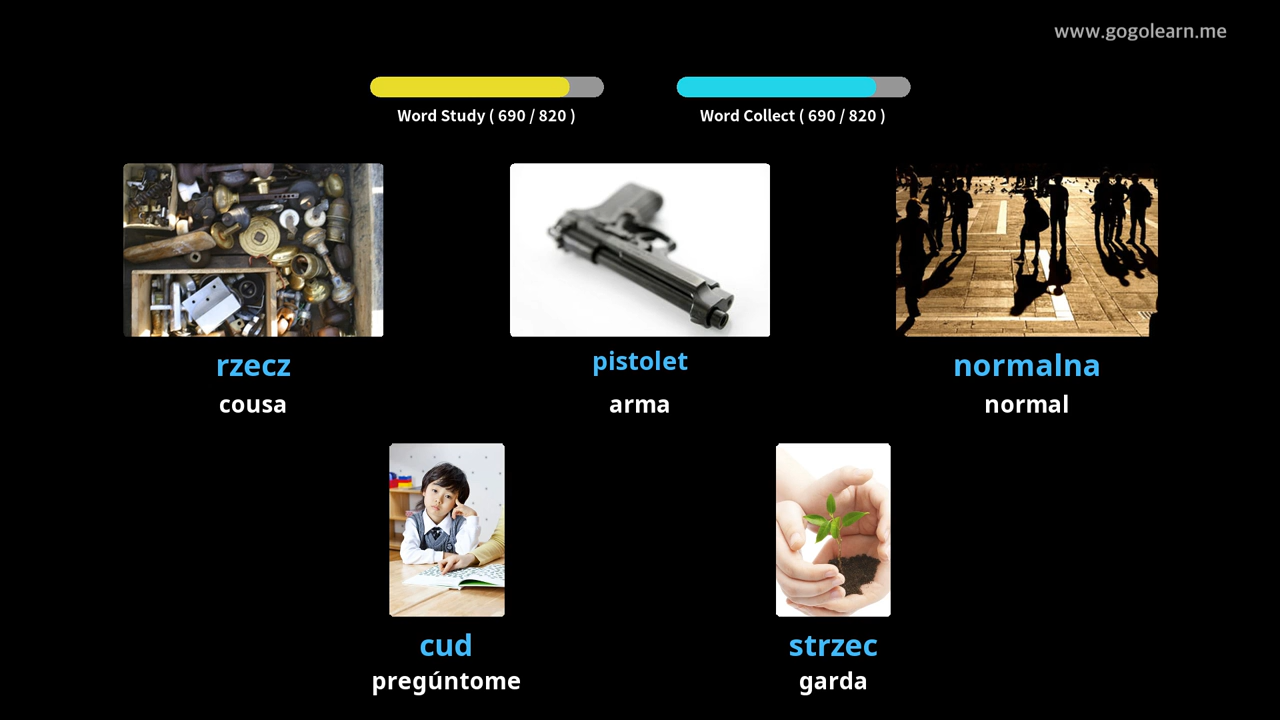 www.gogolearn.me
Word Study ( 690 / 820 )
Word Collect ( 690 / 820 )
rzecz
cousa
pistolet
arma
normalna
normal
cud
pregúntome
strzec
garda